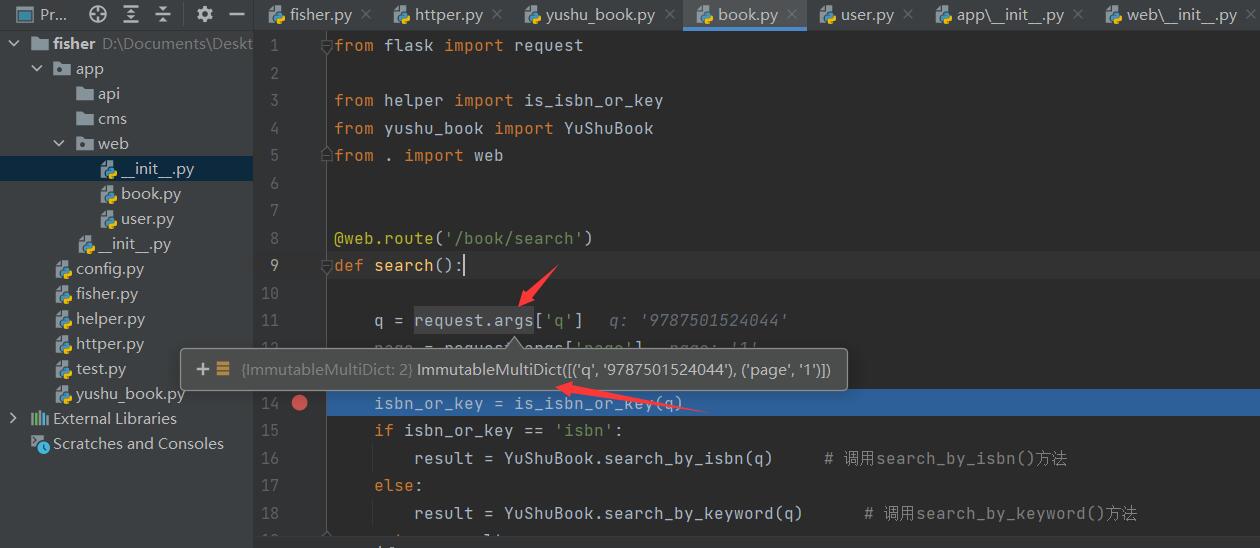 Pr...
fisher.py
httper.py
yushu_book.py
book.py
user.py
app\__init__.py
web\__init__.py
fisher D:\Documents\Deskt
app
api
cms
web
__init__.py
book.py
user.py
__init__.py
config.py
fisher.py
helper.py
httper.py
test.py
yushu_book.py
External Libraries
Scratches and Consoles
1 from flask import request
2
3 from helper import is_isbn_or_key
4 from yushu_book import YuShuBook
5 from . import web
6
7
8 @web.route('/book/search')
9 def search():
10
11 q = request.args['q'] q: '9787501524044'
{ImmutableMultiDict: 2} ImmutableMultiDict([('q', '9787501524044'), ('page', '1')])
14 isbn_or_key = is_isbn_or_key(q)
15 if isbn_or_key == 'isbn':
16 result = YuShuBook.search_by_isbn(q) # 调用search_by_isbn()方法
17 else:
18 result = YuShuBook.search_by_keyword(q) # 调用search_by_keyword()方法